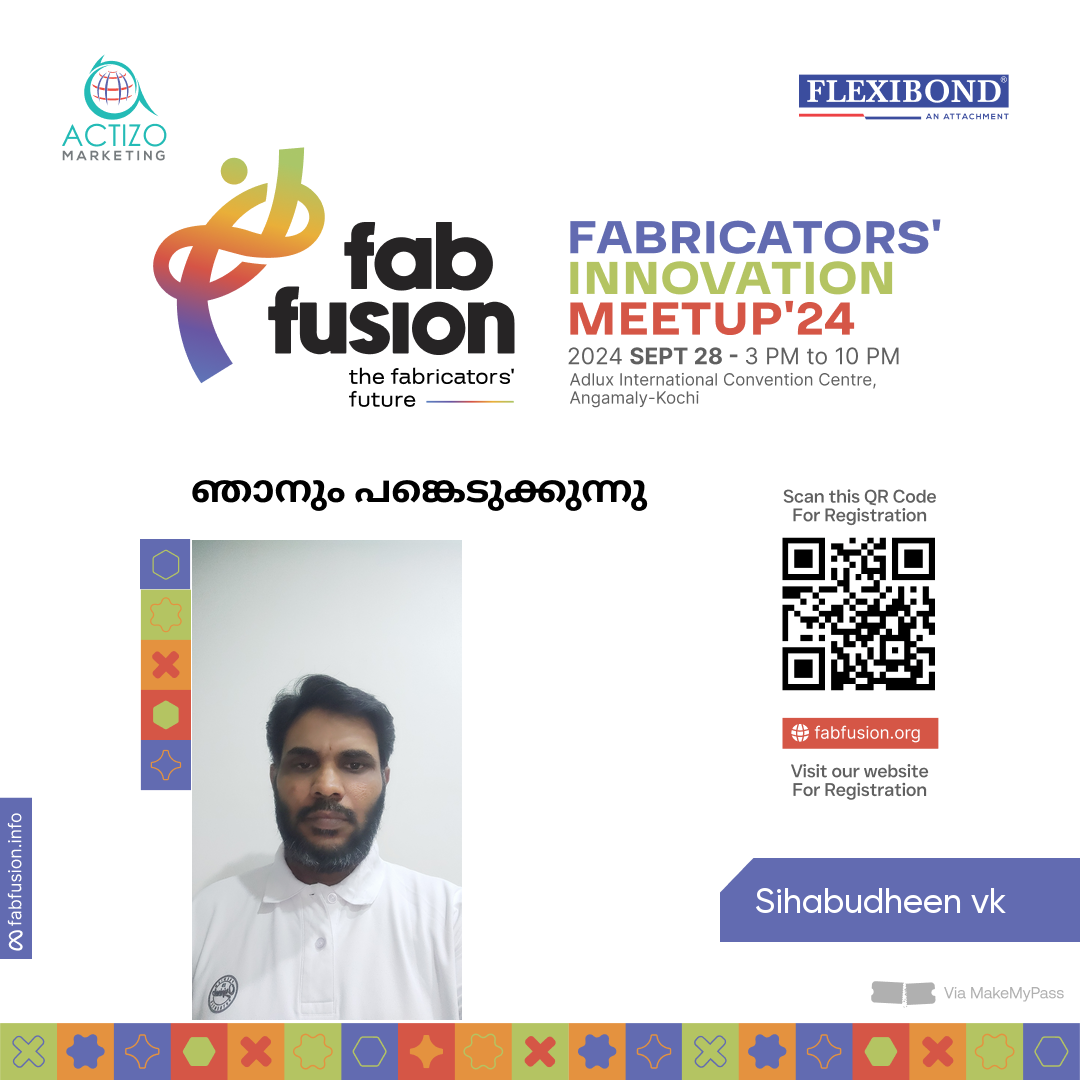 ACTIZO
MARKETING
FLEXIBOND®
AN ATTACHMENT
fab
fusion
the fabricators'
future
FABRICATORS'
INNOVATION
MEETUP'24
2024 SEPT 28 - 3 PM to 10 PM
Adlux International Convention Centre,
Angamaly-Kochi
ഞാനും പങ്കെടുക്കുന്നു
Scan this QR Code
For Registration
fabfusion.org
Visit our website
For Registration
fabfusion.info
Sihabudheen vk
Via MakeMyPass